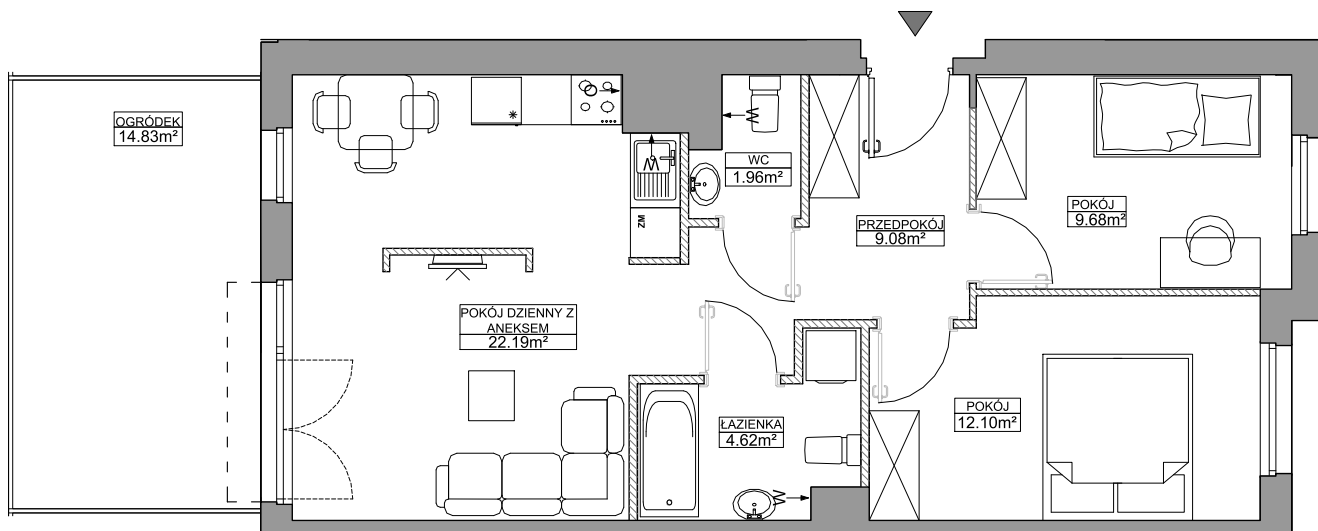 OGRÓDEK
14.83m²
WC
1.96m²
ZM
PRZEDPOKÓJ
9.08m²
POKÓJ
9.68m²
POKÓJ DZIENNY Z
ANEKSEM
22.19m²
ŁAZIENKA
4.62m²
POKÓJ
12.10m²